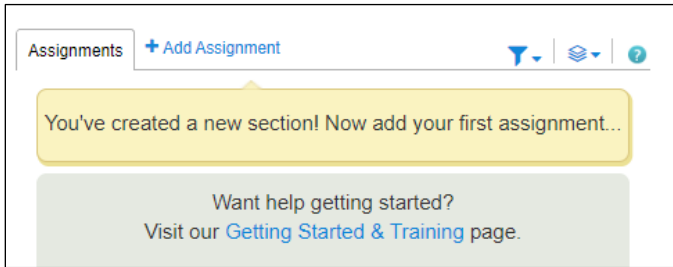 Assignments + Add Assignment
You've created a new section! Now add your first assignment...
Want help getting started?
Visit our Getting Started & Training page.